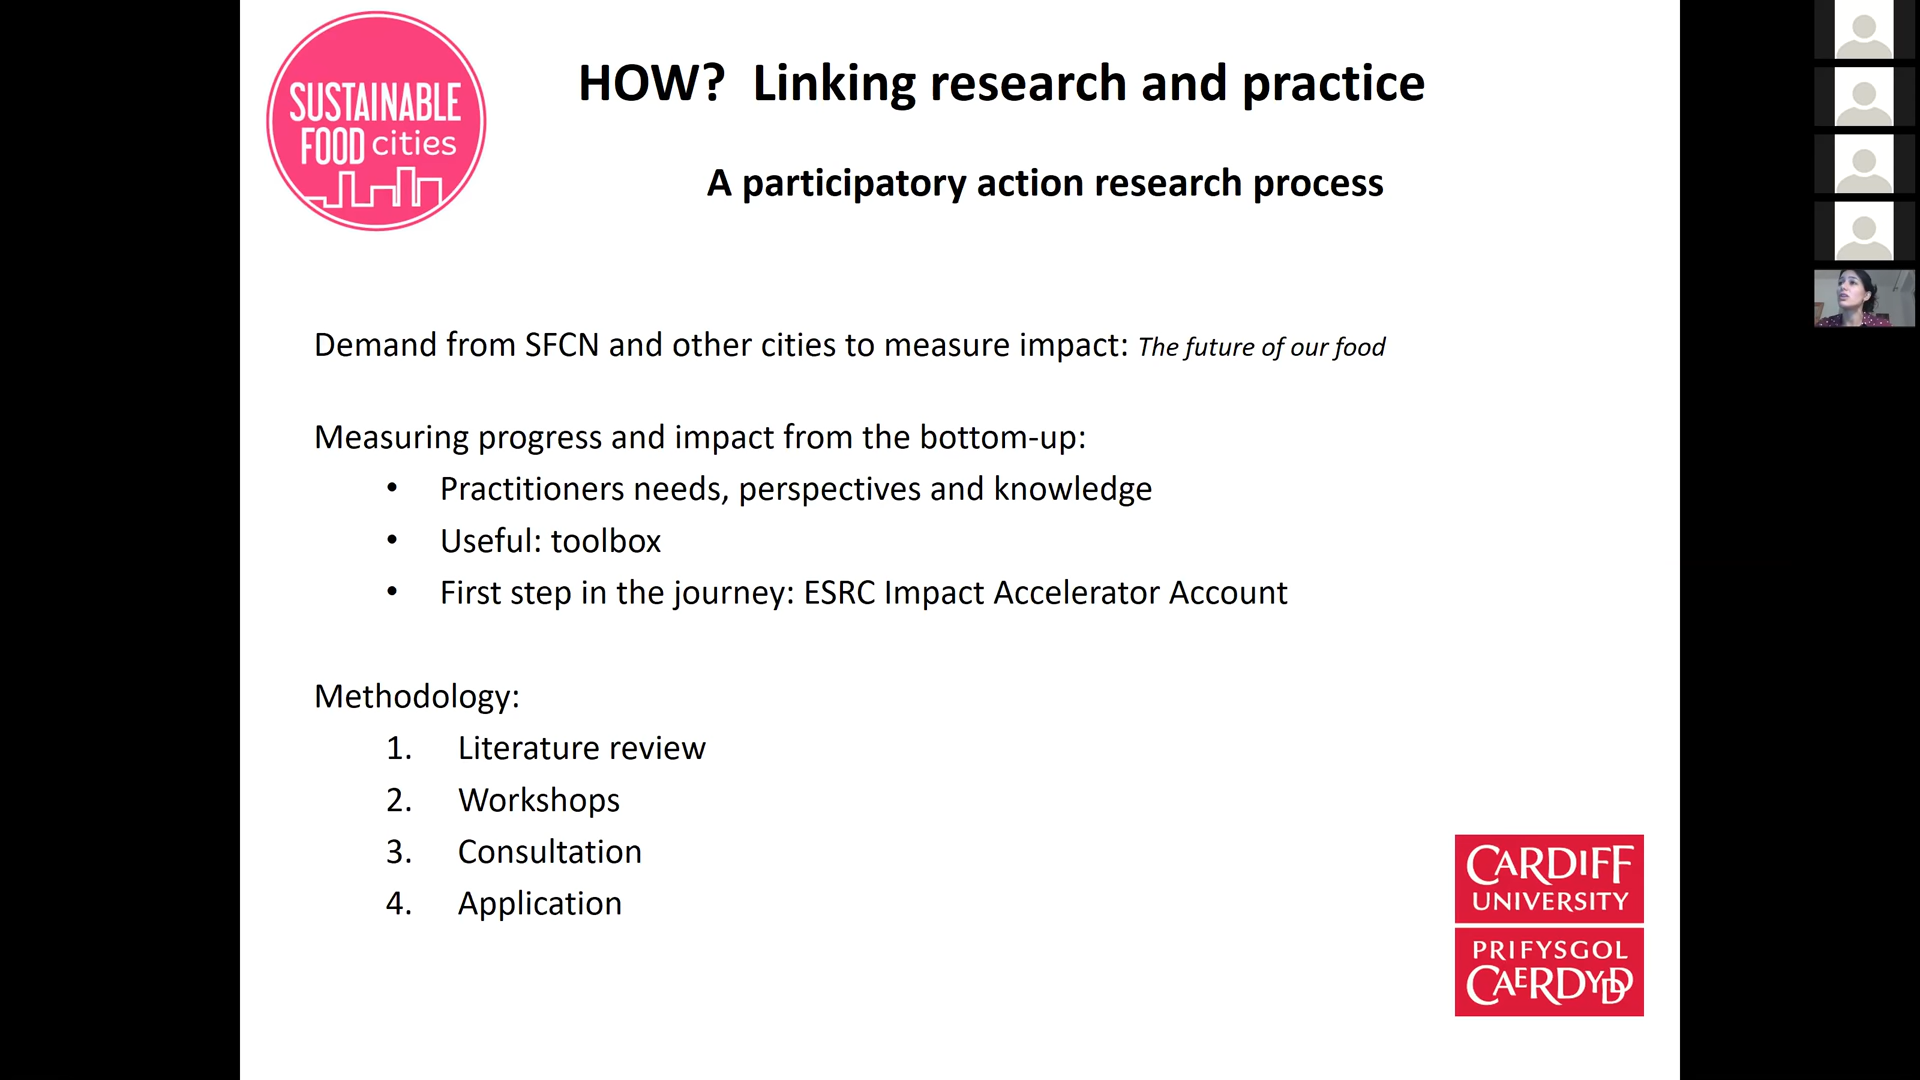 SUSTAINABLE
FOOD cities
HOW? Linking research and practice
A participatory action research process
Demand from SFCN and other cities to measure impact: The future of our food
Measuring progress and impact from the bottom-up:
• Practitioners needs, perspectives and knowledge
• Useful: toolbox
• First step in the journey: ESRC Impact Accelerator Account
Methodology:
1. Literature review
2. Workshops
3. Consultation
4. Application
CARDIFF
UNIVERSITY
PRIFYSGOL
CAERDYDD